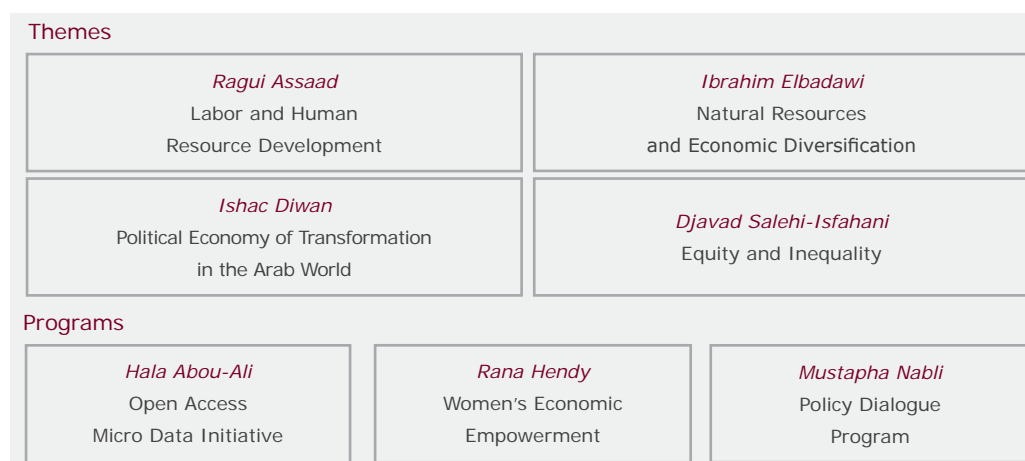 Themes
Ragui Assaad
Labor and Human
Resource Development
Ibrahim Elbadawi
Natural Resources
and Economic Diversification
Ishac Diwan
Political Economy of Transformation
in the Arab World
Djavad Salehi-Isfahani
Equity and Inequality
Programs
Hala Abou-Ali
Open Access
Micro Data Initiative
Rana Hendy
Women's Economic
Empowerment
Mustapha Nabli
Policy Dialogue
Program